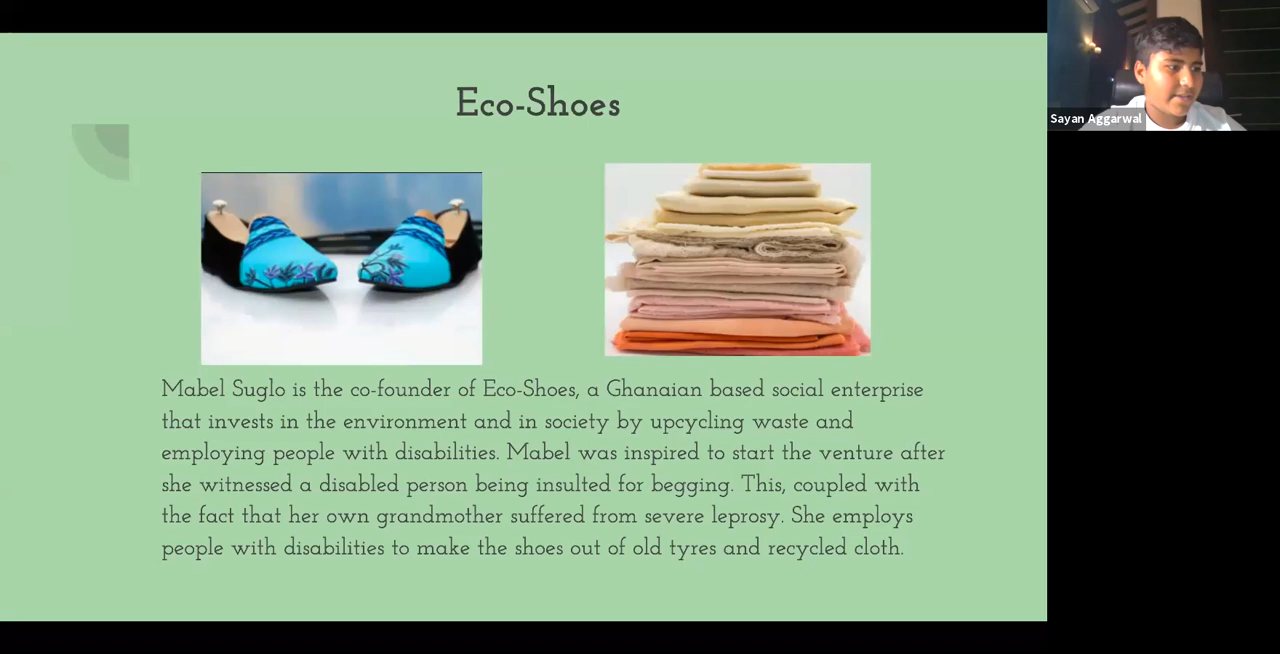 Eco-Shoes
Sayan Aggarwal
Mabel Suglo is the co-founder of Eco-Shoes, a Ghanaian based social enterprise
that invests in the environment and in society by upcycling waste and
employing people with disabilities. Mabel was inspired to start the venture after
she witnessed a disabled person being insulted for begging. This, coupled with
the fact that her own grandmother suffered from severe leprosy. She employs
people with disabilities to make the shoes out of old tyres and recycled cloth.